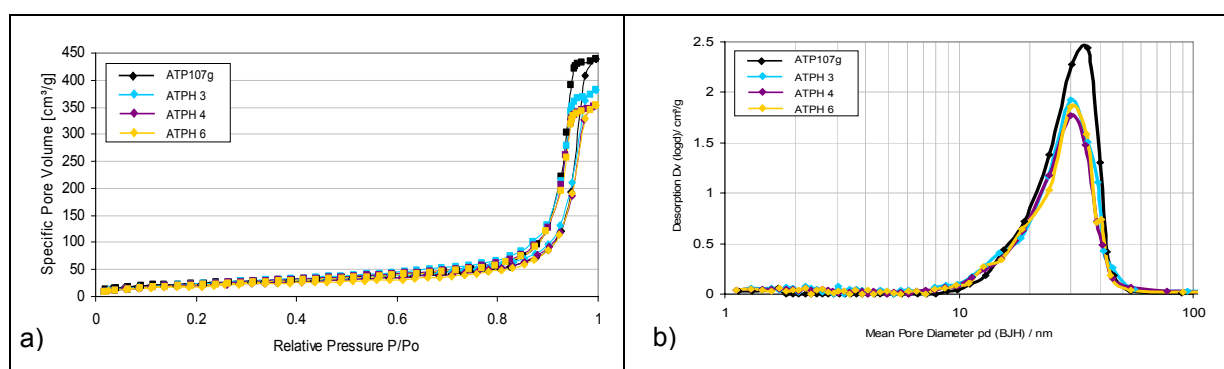 450
400
350
300
250
200
150
100
50
0
Specific Pore Volume [cm³/g]
ATP107g
ATPH 3
ATPH 4
ATPH 6
0 0.2 0.4 0.6 0.8 1
Relative Pressure P/Po
a)
2.5
2
1.5
1
0.5
0
Desorption Dv (logd)/ cm³/g
ATP107g
ATPH 3
ATPH 4
ATPH 6
1 10 100
Mean Pore Diameter pd (BJH) / nm
b)